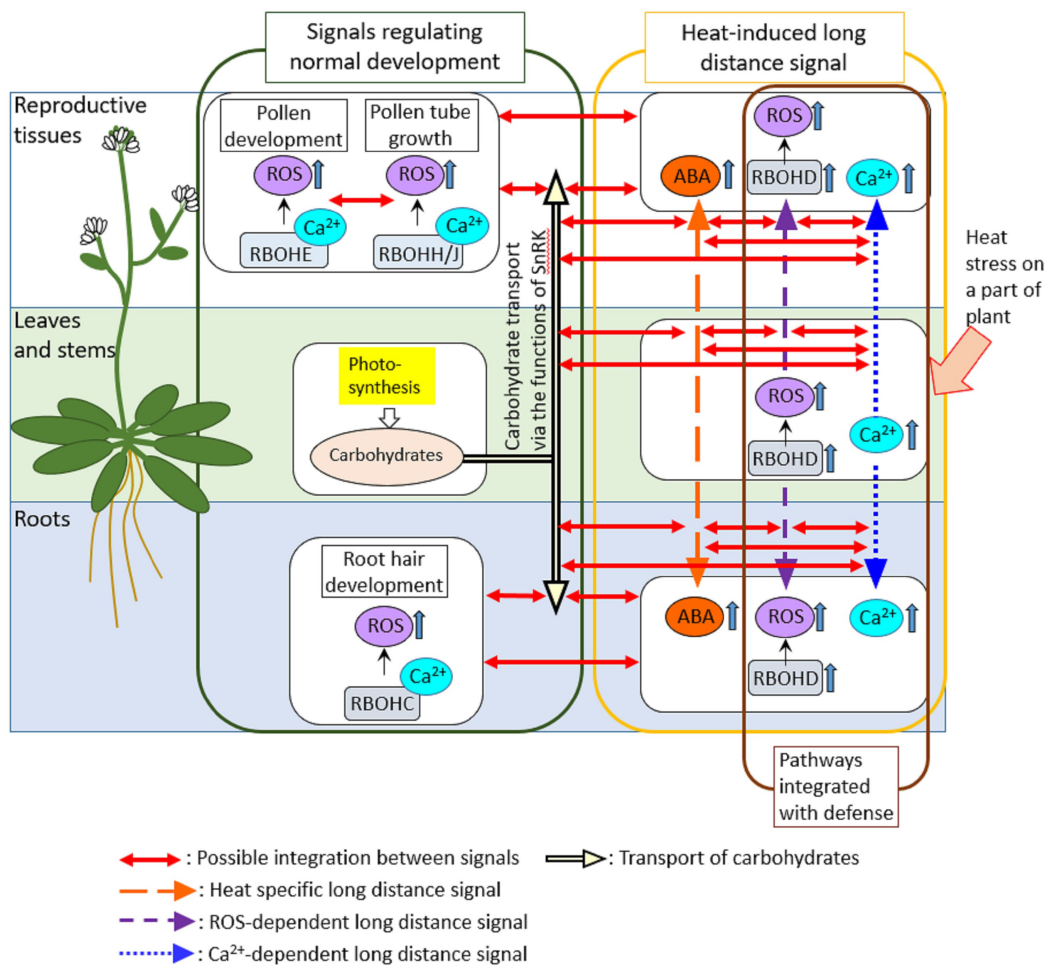 Signals regulating
normal development
Heat-induced long
distance signal
Reproductive
tissues
Pollen
development
Pollen tube
growth
ROS
ROS
Ca²⁺
Ca²⁺
RBOHE
RBOHH/J
ROS
ABA
RBOHD
Ca²⁺
Carbohydrate transport
via the functions of SnRK
Heat
stress on
a part of
plant
Leaves
and stems
Photo-
synthesis
Carbohydrates
ROS
Ca²⁺
RBOHD
Roots
Root hair
development
ROS
Ca²⁺
RBOHC
ABA
ROS
Ca²⁺
RBOHD
Pathways
integrated
with defense
: Possible integration between signals
: Transport of carbohydrates
: Heat specific long distance signal
: ROS-dependent long distance signal
: Ca²⁺-dependent long distance signal